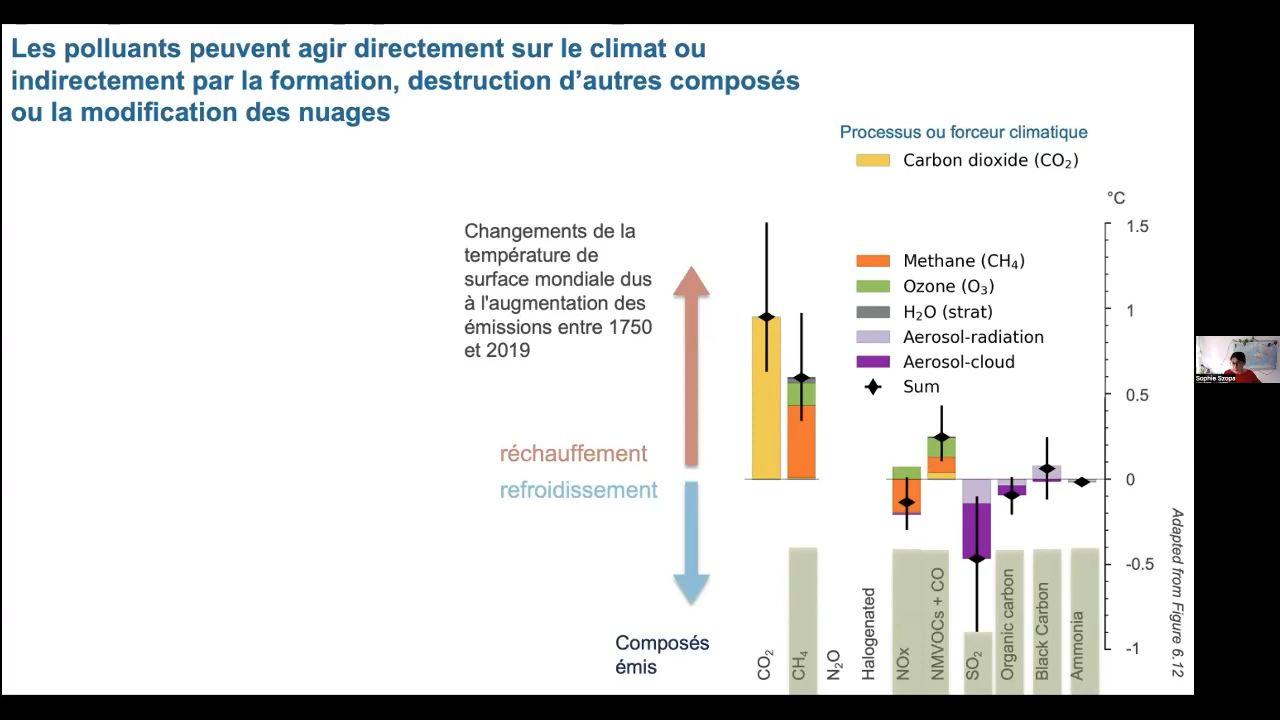 Les polluants peuvent agir directement sur le climat ou
indirectement par la formation, destruction d'autres composés
ou la modification des nuages
Processus ou forceur climatique
Carbon dioxide (CO₂)
°C
Changements de la
température de
surface mondiale dus
à l'augmentation des
émissions entre 1750
et 2019
réchauffement
refroidissement
Methane (CH₄)
Ozone (O₃)
H₂O (strat)
Aerosol-radiation
Aerosol-cloud
Sum
1.5
1
0.5
0
-0.5
-1
Composés
émis
CO₂
CH₄
N₂O
Halogenated
NOx
NMVOCs + CO
SO₂
Organic carbon
Black Carbon
Ammonia
Adapted from Figure 6.12
Sophie Szopa